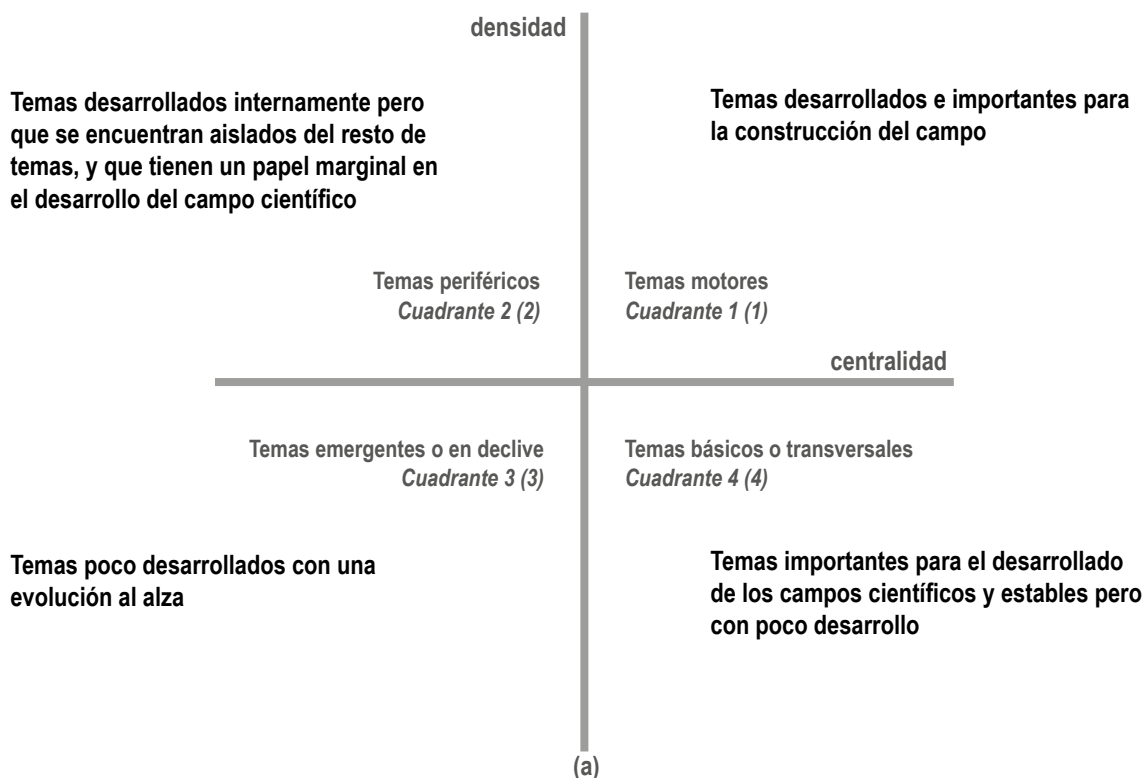 densidad
Temas desarrollados internamente pero
que se encuentran aislados del resto de
temas, y que tienen un papel marginal en
el desarrollo del campo científico
Temas desarrollados e importantes para
la construcción del campo
Temas periféricos
Cuadrante 2 (2)
Temas motores
Cuadrante 1 (1)
centralidad
Temas emergentes o en declive
Cuadrante 3 (3)
Temas básicos o transversales
Cuadrante 4 (4)
Temas poco desarrollados con una
evolución al alza
Temas importantes para el desarrollado
de los campos científicos y estables pero
con poco desarrollo
(a)